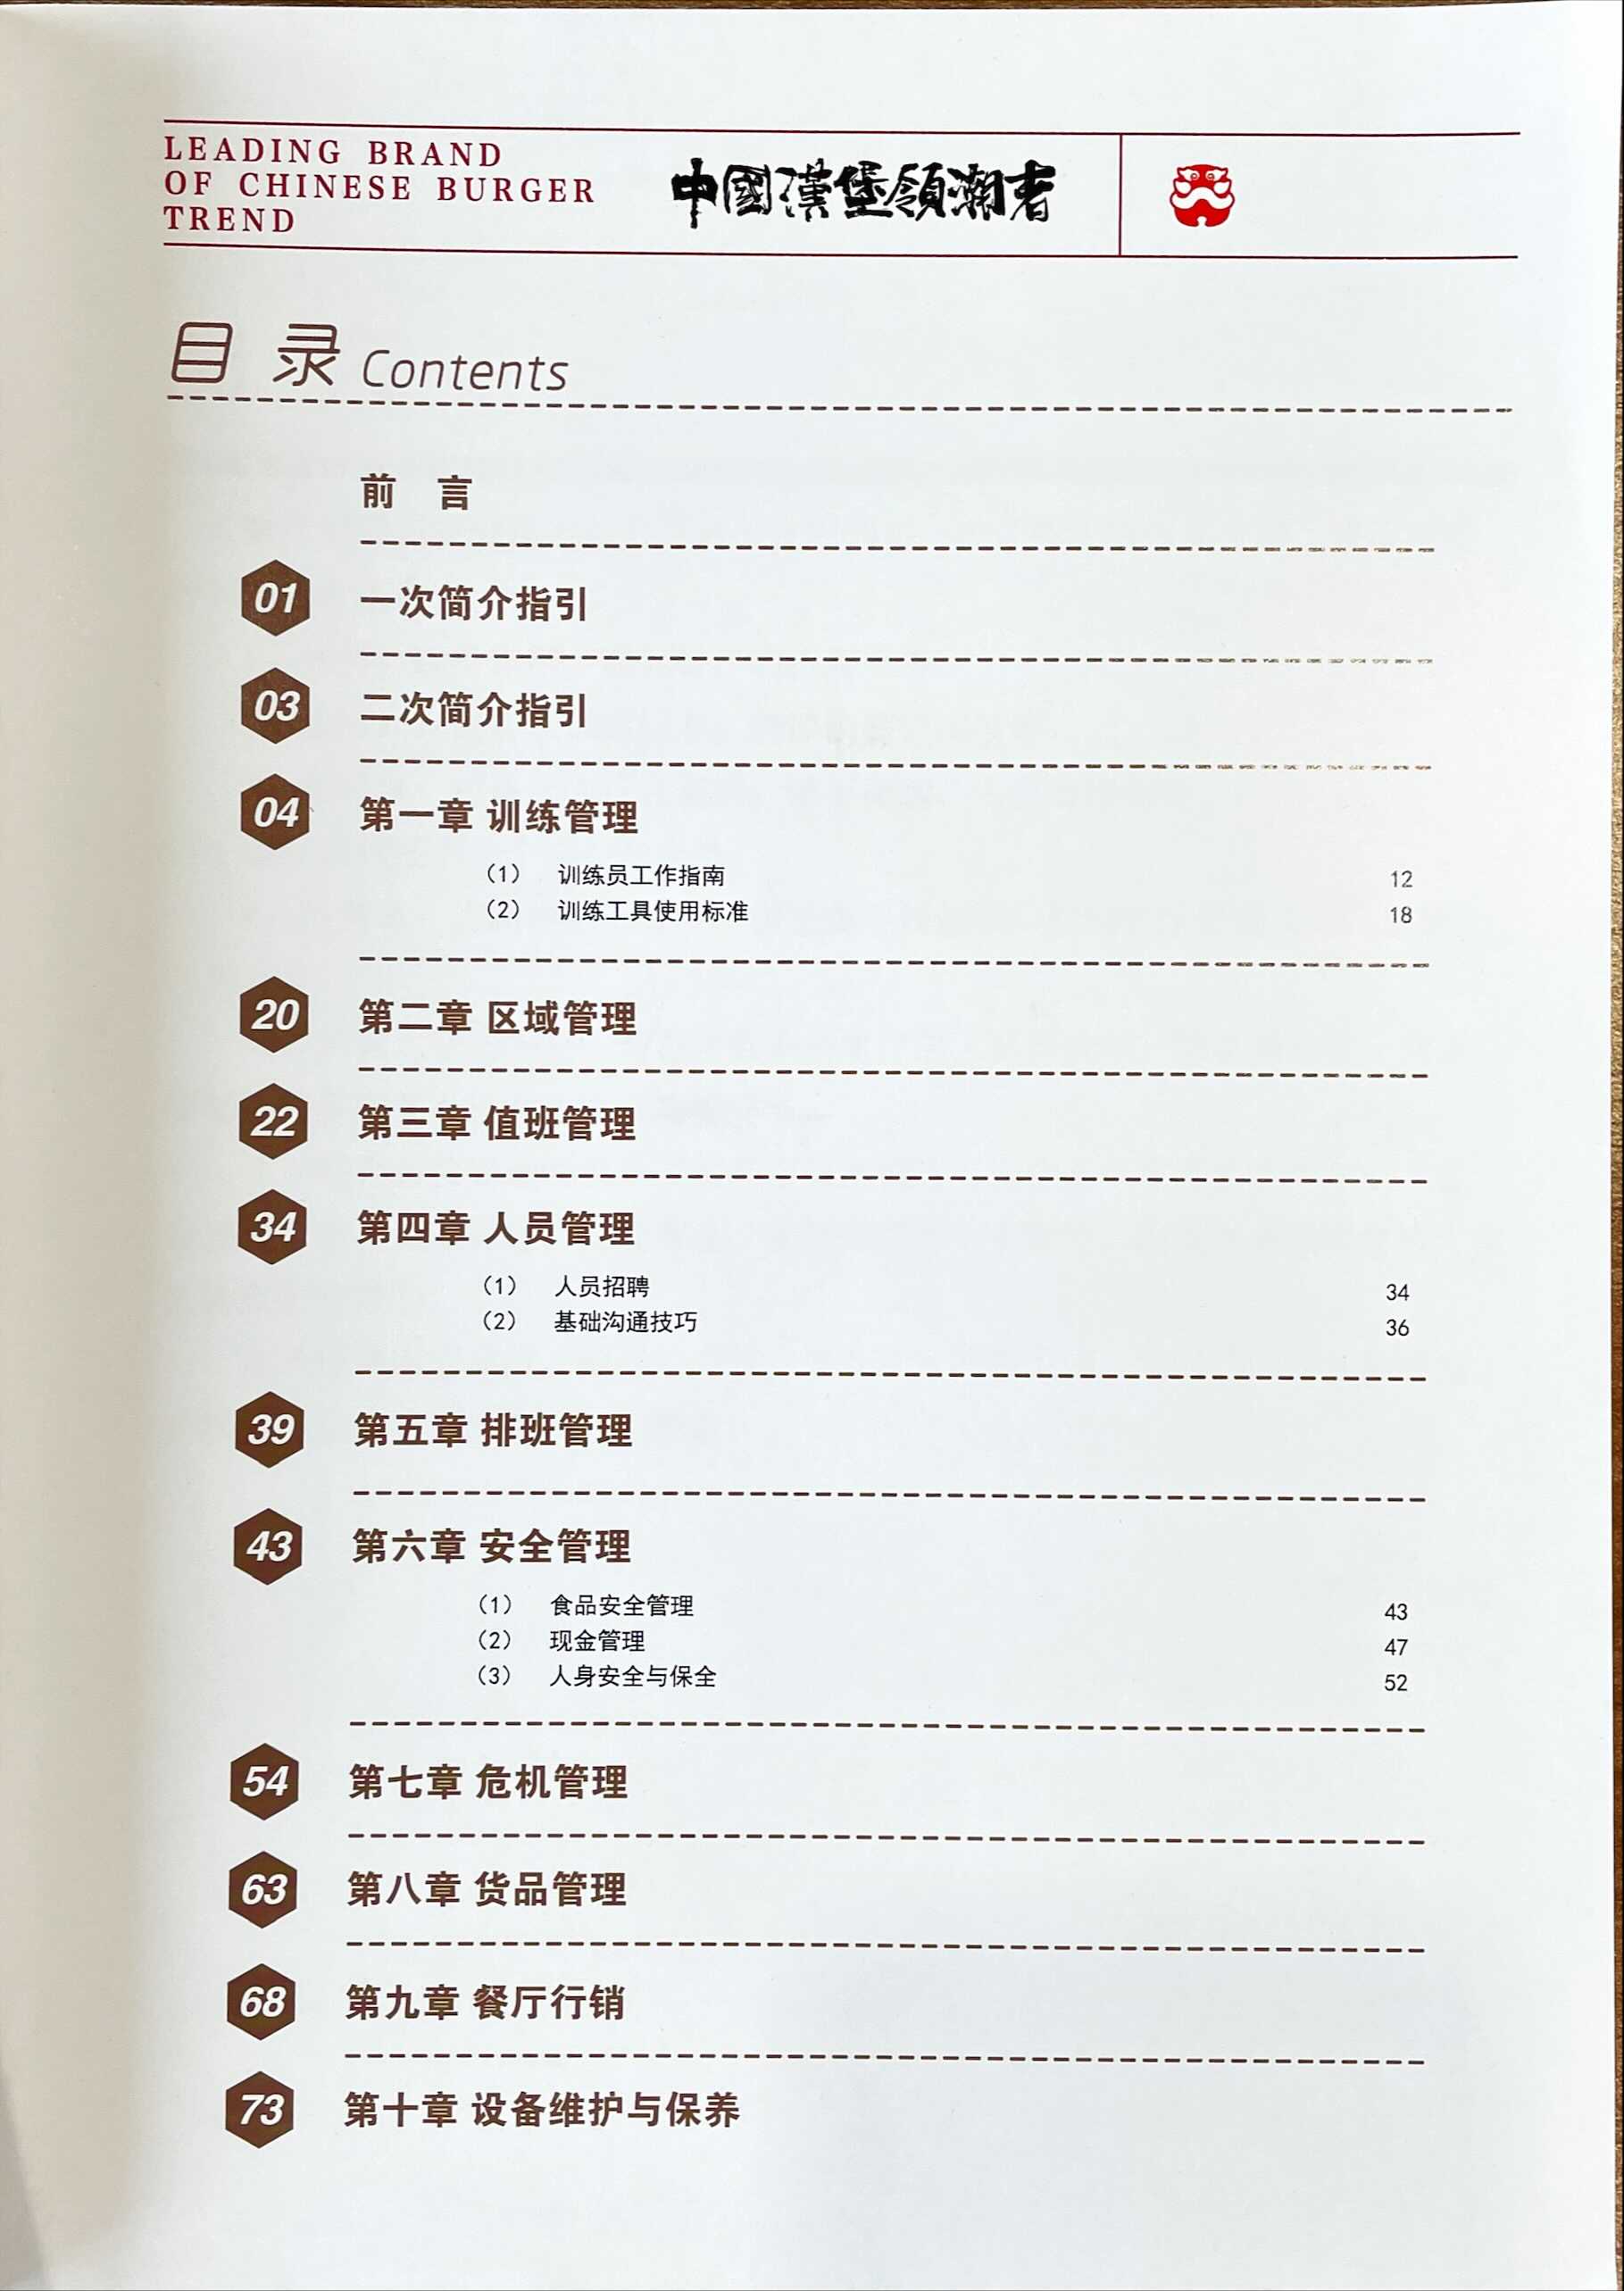 LEADING BRAND
OF CHINESE BURGER
TREND
中國漢堡領潮者
目 录 Contents
前 言
01 一次简介指引
03 二次简介指引
04 第一章 训练管理
（1） 训练员工作指南 12
（2） 训练工具使用标准 18
20 第二章 区域管理
22 第三章 值班管理
34 第四章 人员管理
（1） 人员招聘 34
（2） 基础沟通技巧 36
39 第五章 排班管理
43 第六章 安全管理
（1） 食品安全管理 43
（2） 现金管理 47
（3） 人身安全与保全 52
54 第七章 危机管理
63 第八章 货品管理
68 第九章 餐厅行销
73 第十章 设备维护与保养